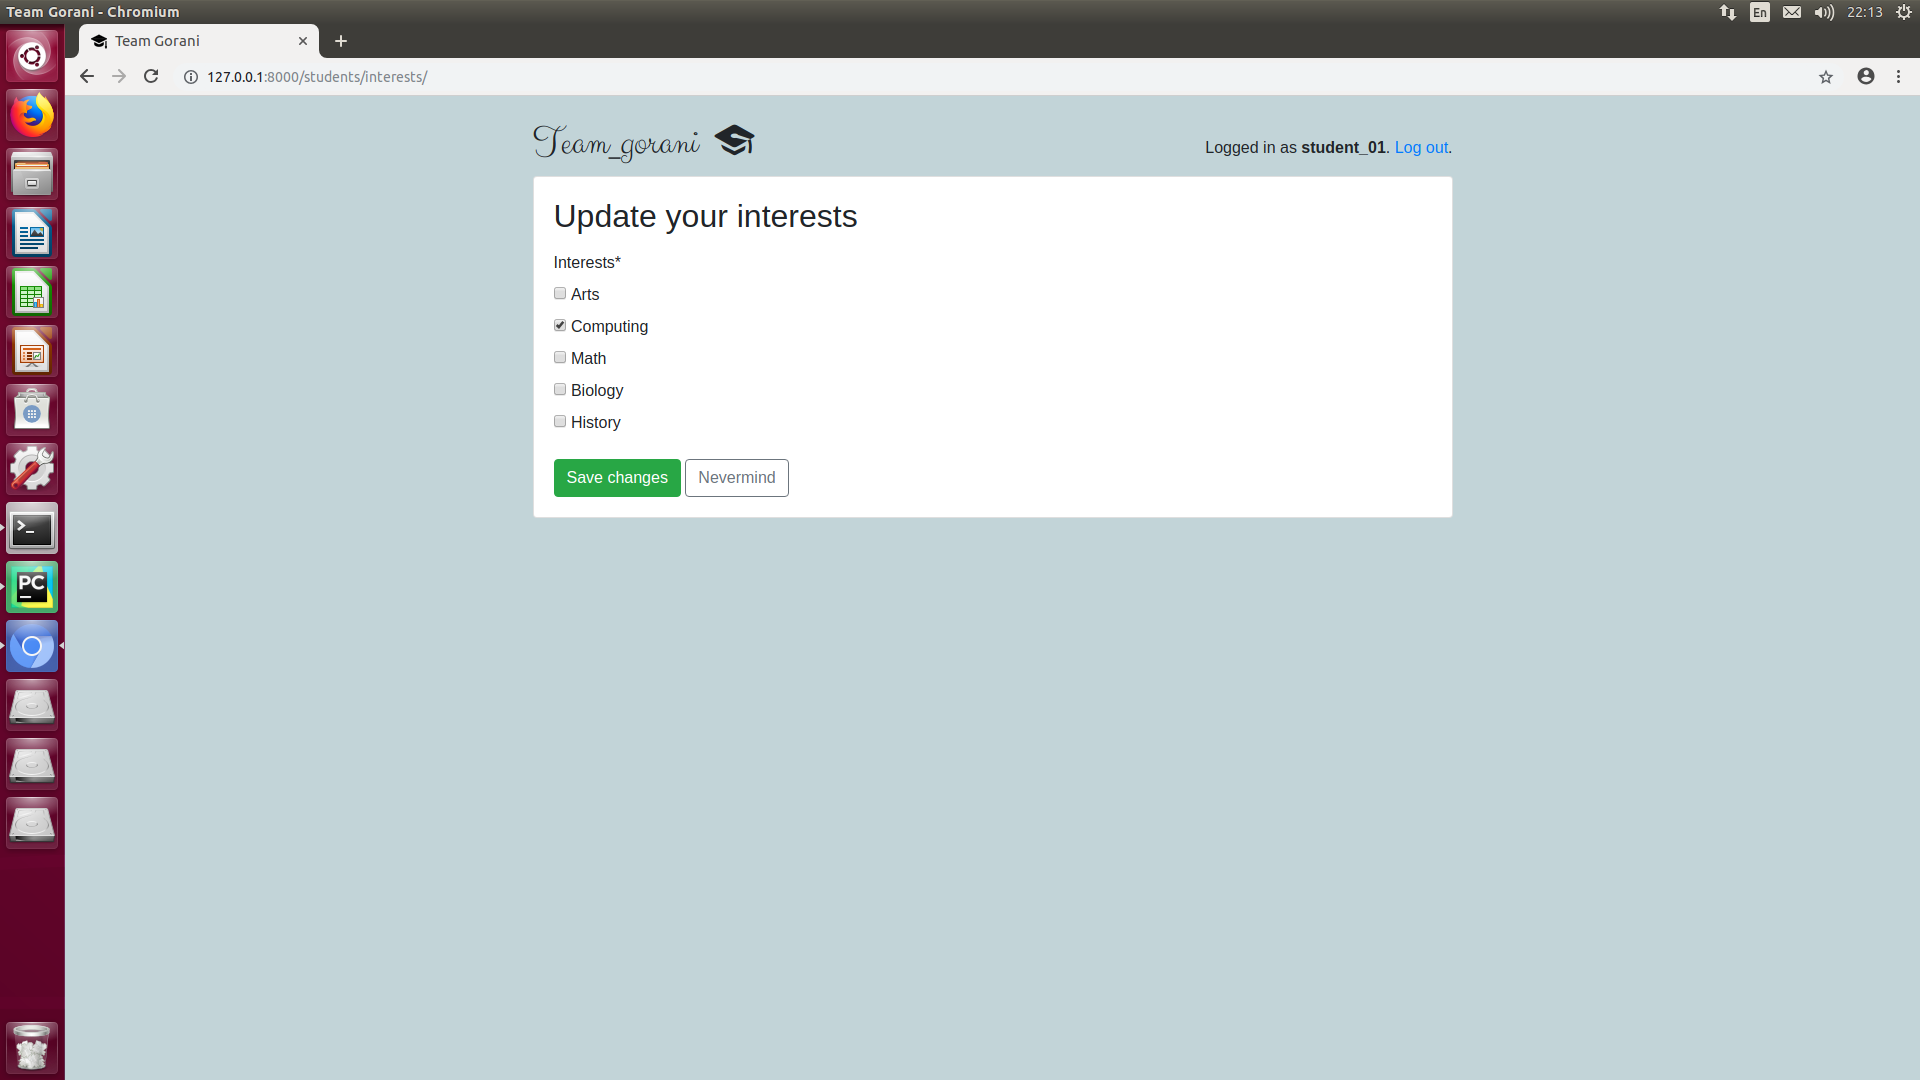 Team Gorani - Chromium
En
22:13
Team Gorani
127.0.0.1:8000/students/interests/
Team_gorani
Logged in as student_01. Log out.
Update your interests
Interests*
Arts
Computing
Math
Biology
History
Save changes
Nevermind
>_
PC